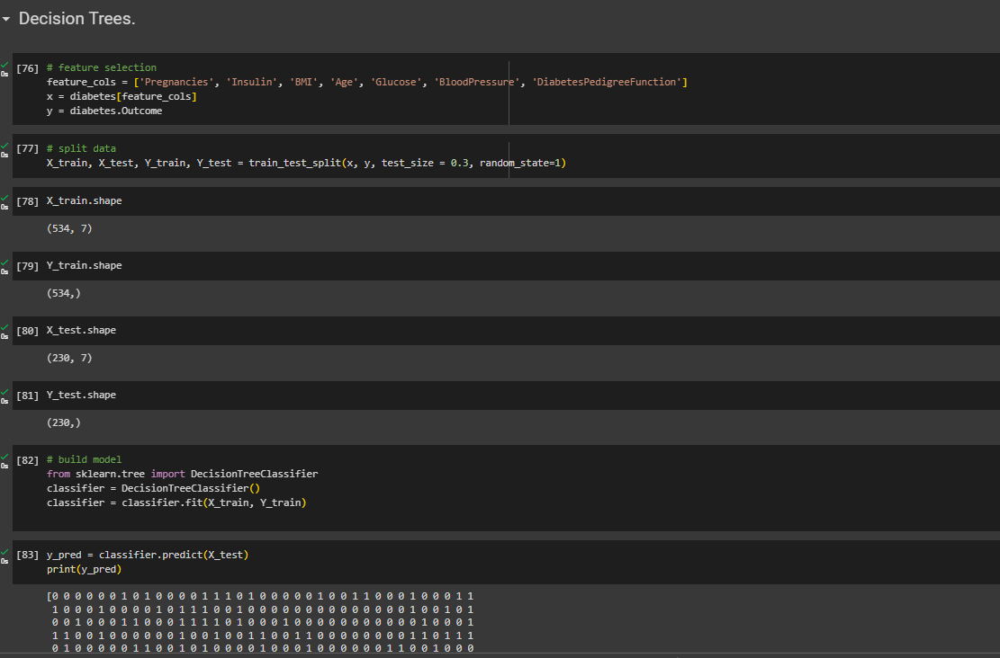 Decision Trees.
[76] # feature selection
feature_cols = ['Pregnancies', 'Insulin', 'BMI', 'Age', 'Glucose', 'BloodPressure', 'DiabetesPedigreeFunction']
x = diabetes[feature_cols]
y = diabetes.Outcome
0s
[77] # split data
X_train, X_test, Y_train, Y_test = train_test_split(x, y, test_size = 0.3, random_state=1)
0s
[78] X_train.shape
0s
(534, 7)
[79] Y_train.shape
0s
(534,)
[80] X_test.shape
0s
(230, 7)
[81] Y_test.shape
0s
(230,)
[82] # build model
from sklearn.tree import DecisionTreeClassifier
classifier = DecisionTreeClassifier()
classifier = classifier.fit(X_train, Y_train)
0s
[83] y_pred = classifier.predict(X_test)
print(y_pred)
0s
[0 0 0 0 0 0 1 0 1 0 0 0 0 1 1 1 0 1 0 0 0 0 0 1 0 0 1 1 0 0 0 1 0 0 0 1 1
1 0 0 0 1 0 0 0 0 1 0 1 1 1 0 0 1 0 0 0 0 0 0 0 0 0 0 0 0 0 0 0 1 0 0 1 0 1
0 0 1 0 0 0 1 1 0 0 0 1 1 1 1 0 1 0 0 0 1 0 0 0 0 0 0 0 0 0 0 0 1 0 0 0 1
1 1 0 0 1 0 0 0 0 0 0 1 0 0 1 0 0 1 1 0 0 1 1 0 0 0 0 0 0 0 0 1 1 0 1 1 1
0 1 0 0 0 0 0 1 1 0 0 1 0 1 0 0 0 0 1 0 0 0 1 0 0 0 0 0 0 1 1 0 0 1 0 0 0